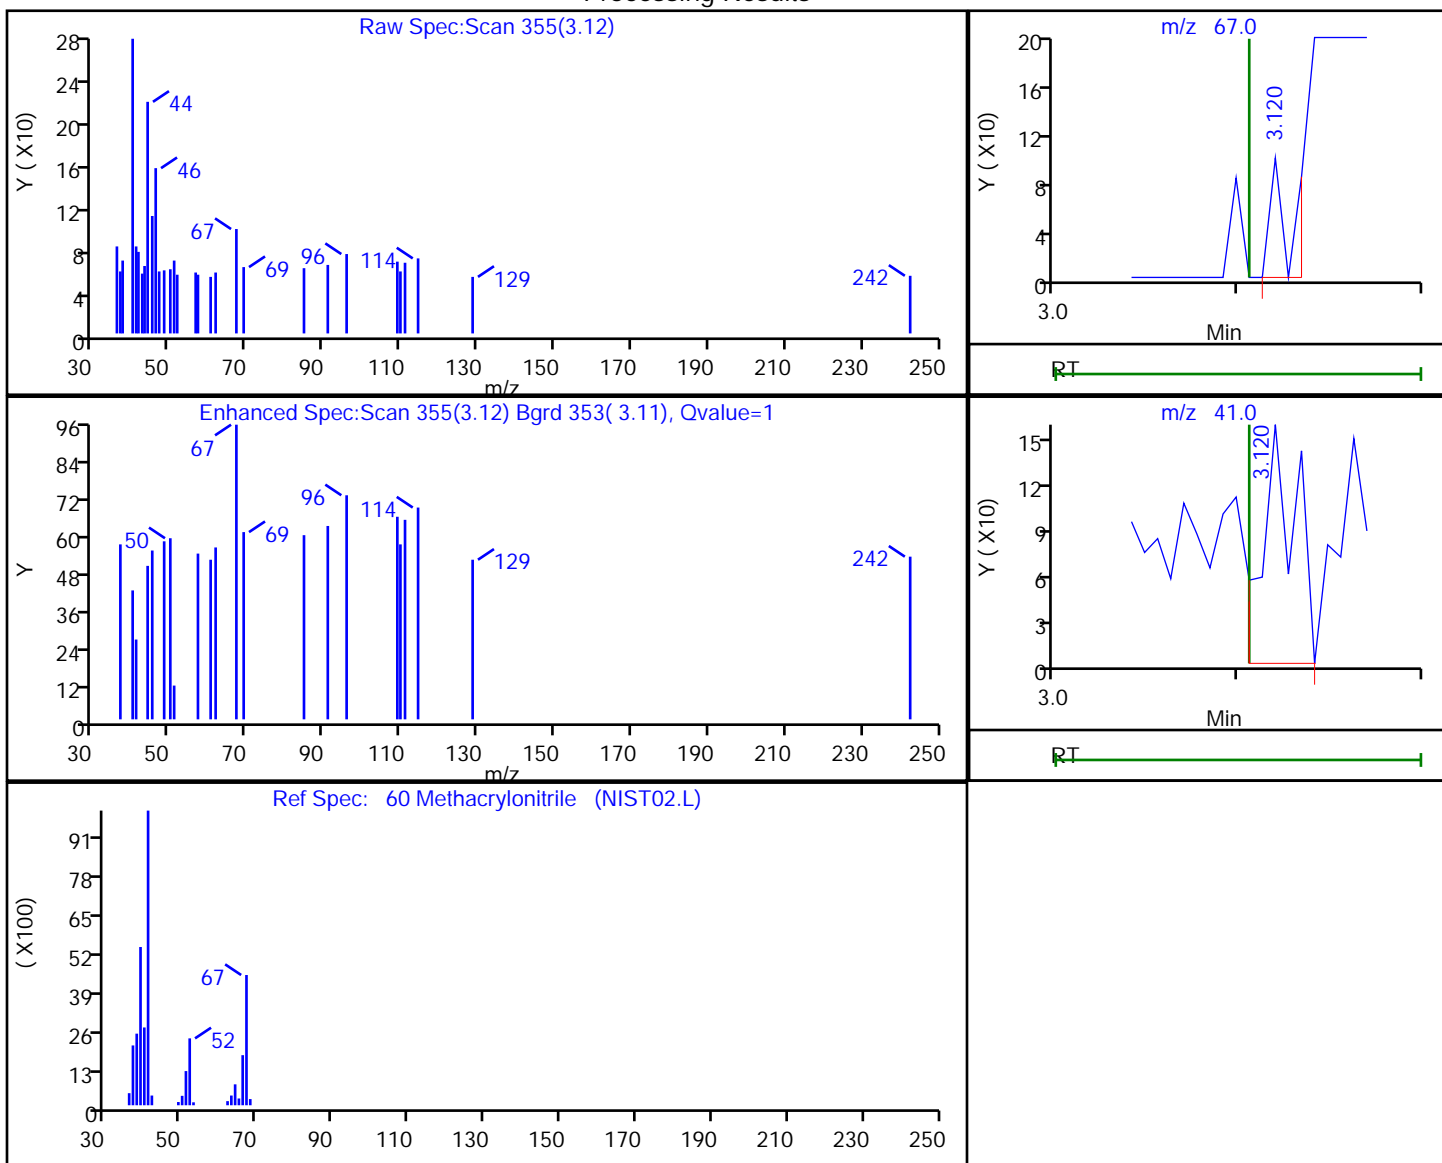 Processing Results
Raw Spec:Scan 355(3.12)
Y ( X10)
28
24
20
16
12
8
4
0
44
46
67
69
96
114
129
242
30 50 70 90 110 130 150 170 190 210 230 250
m/z
m/z 67.0
Y ( X10)
20
16
12
8
4
0
3.120
3.0
Min
RT
Enhanced Spec:Scan 355(3.12) Bgrd 353( 3.11), Qvalue=1
Y
96
84
72
60
48
36
24
12
0
50
67
69
96
114
129
242
30 50 70 90 110 130 150 170 190 210 230 250
m/z
m/z 41.0
Y ( X10)
15
12
9
6
3
0
3.120
3.0
Min
RT
Ref Spec: 60 Methacrylonitrile (NIST02.L)
( X100)
91
78
65
52
39
26
13
0
67
52
30 50 70 90 110 130 150 170 190 210 230 250